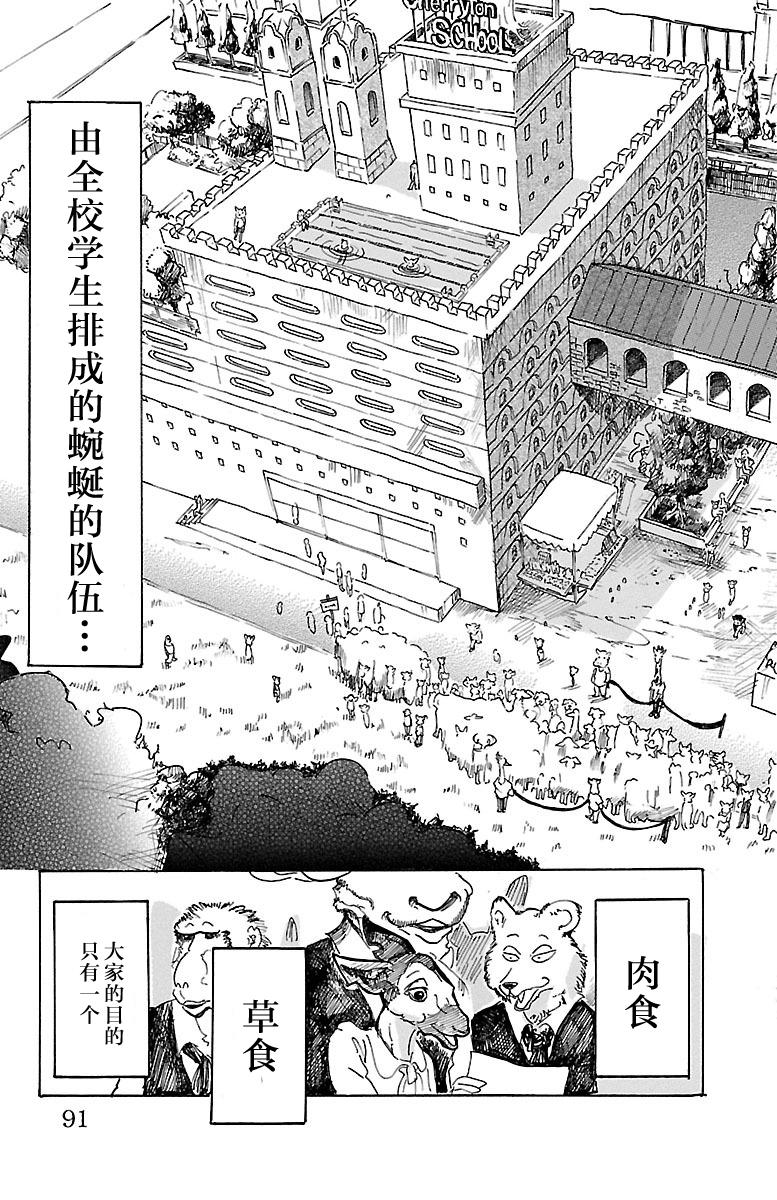 Cherryton
SCHOOL
由全校学生排成的蜿蜒的队伍…
肉食
草食
大家的目的
只有一个
91